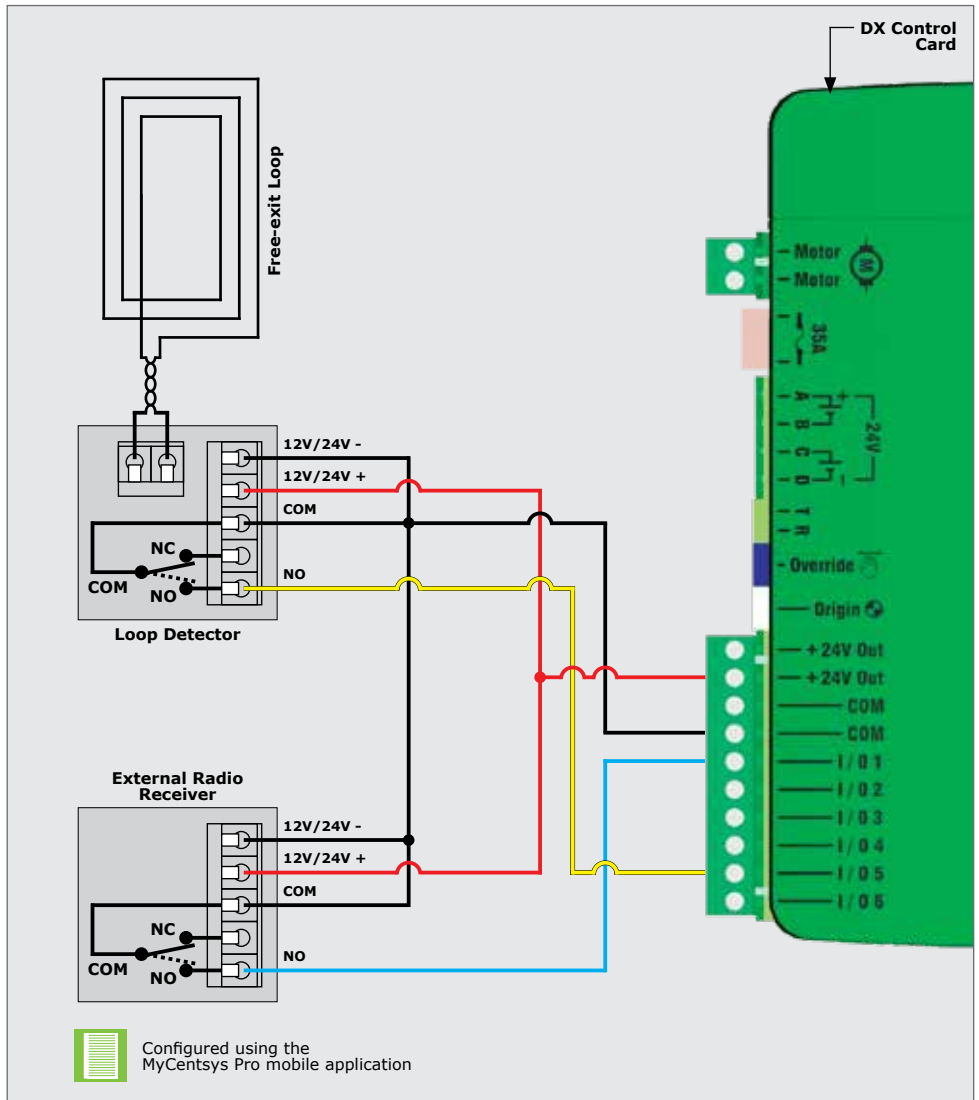 DX Control
Card
Free-exit Loop
Motor
Motor
M
35A
A +
B
24V
C
D -
T
R
Override
Origin
+24V Out
+24V Out
COM
COM
I/O 1
I/O 2
I/O 3
I/O 4
I/O 5
I/O 6
12V/24V -
12V/24V +
COM
NO
NC
COM
NO
Loop Detector
External Radio
Receiver
12V/24V -
12V/24V +
COM
NO
NC
COM
NO
Configured using the
MyCentsys Pro mobile application